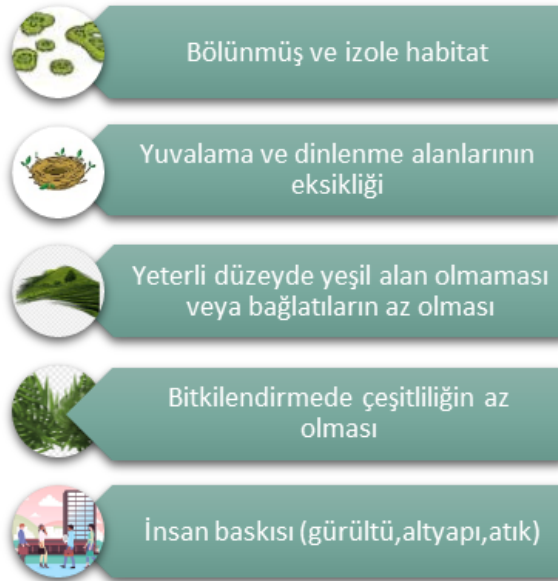 Bölünmüş ve izole habitat
Yuvalama ve dinlenme alanlarının
eksikliği
Yeterli düzeyde yeşil alan olmaması
veya bağlatıların az olması
Bitkilendirmede çeşitliliğin az
olması
İnsan baskısı (gürültü,altyapı,atık)